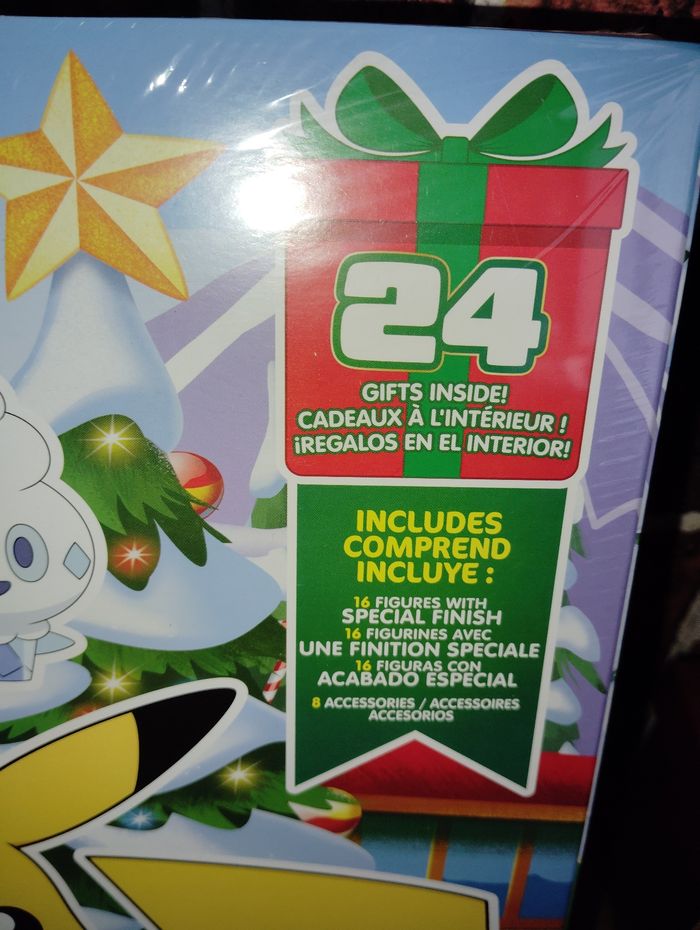 24
GIFTS INSIDE!
CADEAUX À L'INTÉRIEUR !
¡REGALOS EN EL INTERIOR!
INCLUDES
COMPREND
INCLUYE :
16 FIGURES WITH
SPECIAL FINISH
16 FIGURINES AVEC
UNE FINITION SPECIALE
16 FIGURAS CON
ACABADO ESPECIAL
8 ACCESSORIES / ACCESSOIRES
ACCESORIOS